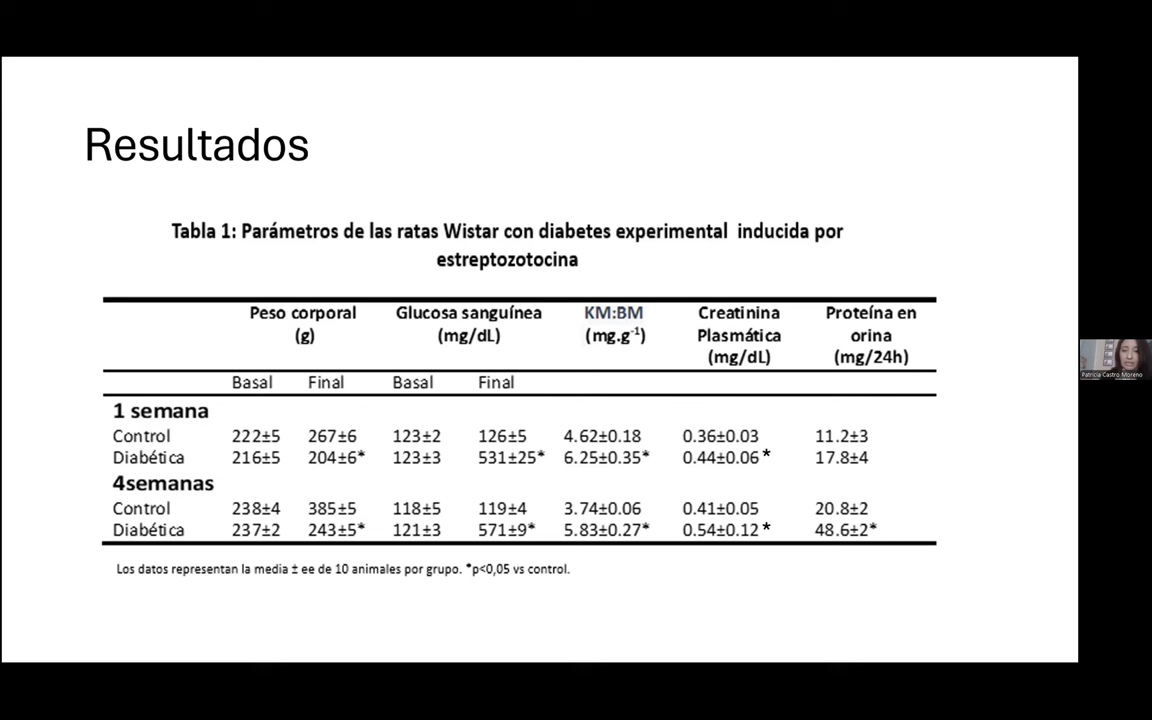 Resultados
Tabla 1: Parámetros de las ratas Wistar con diabetes experimental inducida por
estreptozotocina
Peso corporal Glucosa sanguínea KM:BM Creatinina Proteína en
(g) (mg/dL) (mg.g-1) Plasmática orina
(mg/dL) (mg/24h)
Basal Final Basal Final
1 semana
Control 222±5 267±6 123±2 126±5 4.62±0.18 0.36±0.03 11.2±3
Diabética 216±5 204±6* 123±3 531±25* 6.25±0.35* 0.44±0.06* 17.8±4
4semanas
Control 238±4 385±5 118±5 119±4 3.74±0.06 0.41±0.05 20.8±2
Diabética 237±2 243±5* 121±3 571±9* 5.83±0.27* 0.54±0.12* 48.6±2*
Los datos representan la media ± ee de 10 animales por grupo. *p<0,05 vs control.
Patricia Castro Moreno